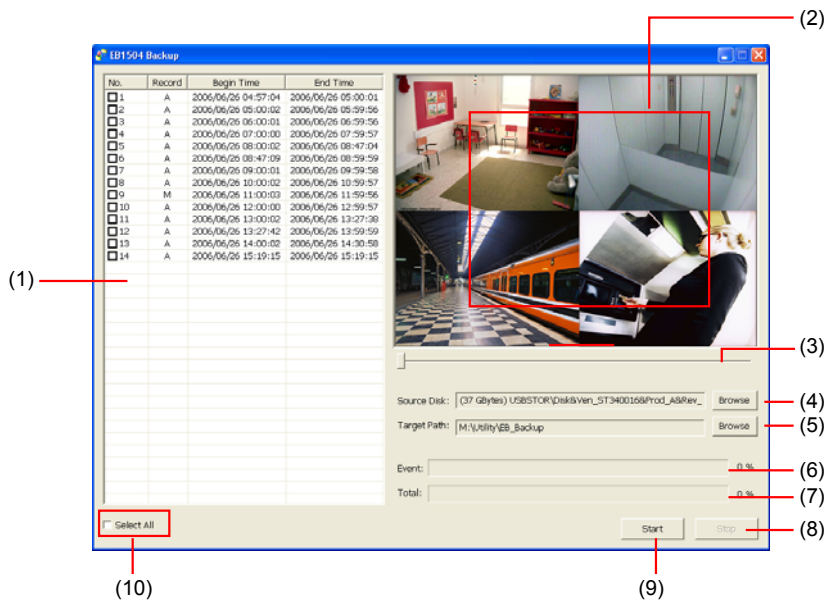 (2)
EB1504 Backup
No. Record Begin Time End Time
1 A 2006/06/26 04:57:04 2006/06/26 05:00:01
2 A 2006/06/26 05:00:02 2006/06/26 05:59:56
3 A 2006/06/26 06:00:01 2006/06/26 06:59:56
4 A 2006/06/26 07:00:00 2006/06/26 07:59:57
5 A 2006/06/26 08:00:02 2006/06/26 08:47:04
6 A 2006/06/26 08:47:09 2006/06/26 08:59:59
7 A 2006/06/26 09:00:01 2006/06/26 09:59:58
8 A 2006/06/26 10:00:02 2006/06/26 10:59:57
9 M 2006/06/26 11:00:03 2006/06/26 11:59:56
10 A 2006/06/26 12:00:00 2006/06/26 12:59:57
11 A 2006/06/26 13:00:02 2006/06/26 13:27:38
12 A 2006/06/26 13:27:42 2006/06/26 13:59:59
13 A 2006/06/26 14:00:02 2006/06/26 14:30:58
14 A 2006/06/26 15:19:15 2006/06/26 15:19:15
(1)
(3)
Source Disk: (37 GBytes) USBSTOR\Disk&Ven_ST340016&Prod_A&Rev_ Browse (4)
Target Path: M:\Utility\EB_Backup Browse (5)
Event: 0 % (6)
Total: 0 % (7)
Select All Start Stop (8)
(10) (9)